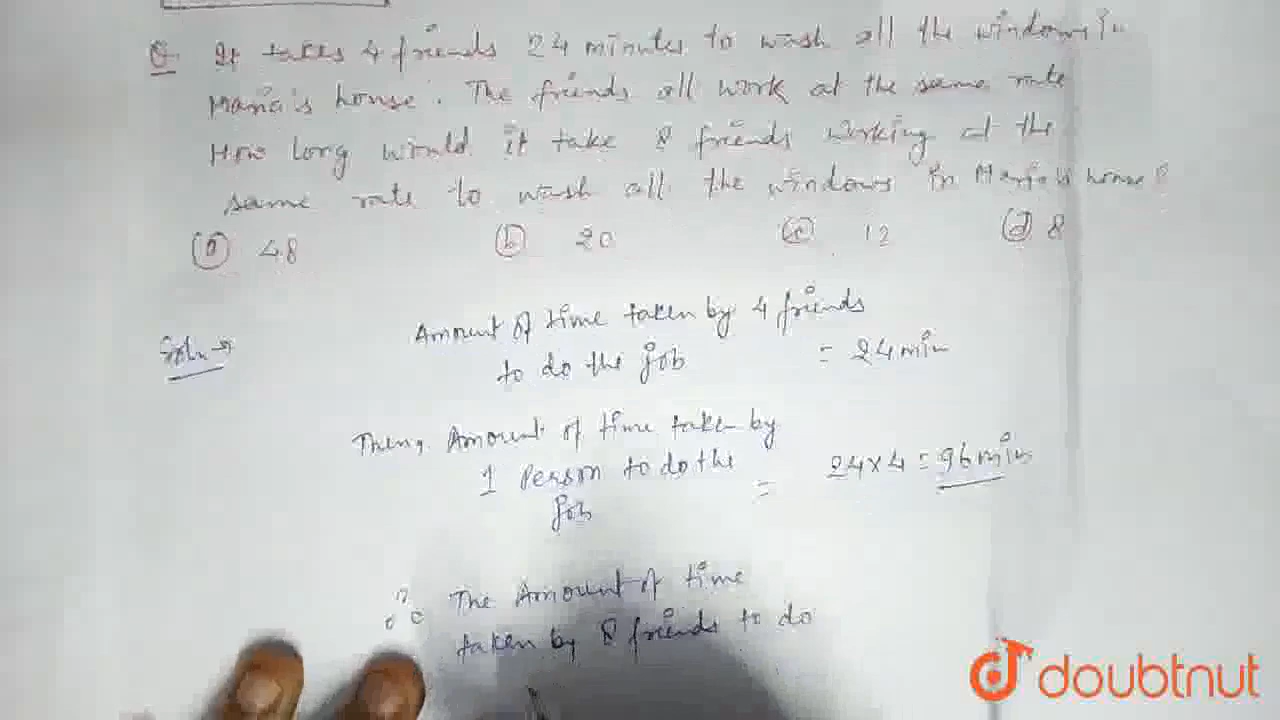 Q. It takes 4 friends 24 minutes to wash all the windows in
Maria's house. The friends all work at the same rate
How long would it take 8 friends working at the
same rate to wash all the windows in Maria's house?
(a) 48 (b) 20 (c) 12 (d) 8
Soln→ Amount of time taken by 4 friends
to do the job = 24 min
Then, Amount of time taken by
1 Person to do the
job = 24×4 = 96 min
∴ The Amount of time
taken by 8 friends to do
doubtnut